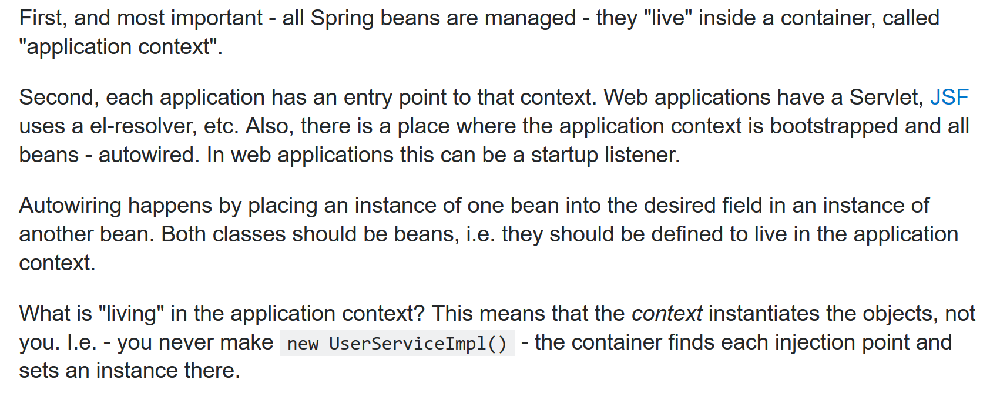 First, and most important - all Spring beans are managed - they "live" inside a container, called
"application context".
Second, each application has an entry point to that context. Web applications have a Servlet, JSF
uses a el-resolver, etc. Also, there is a place where the application context is bootstrapped and all
beans - autowired. In web applications this can be a startup listener.
Autowiring happens by placing an instance of one bean into the desired field in an instance of
another bean. Both classes should be beans, i.e. they should be defined to live in the application
context.
What is "living" in the application context? This means that the context instantiates the objects, not
you. I.e. - you never make new UserServiceImpl() - the container finds each injection point and
sets an instance there.